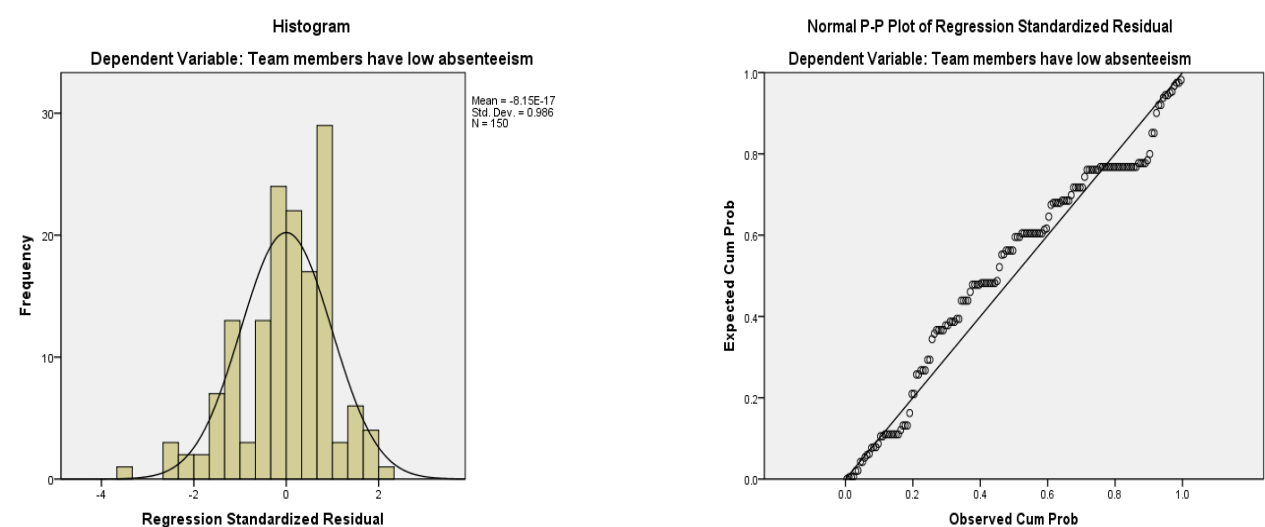 Histogram
Dependent Variable: Team members have low absenteeism
Mean = -8.15E-17
Std. Dev. = 0.986
N = 150
30
20
10
0
Frequency
-4 -2 0 2
Regression Standardized Residual
Normal P-P Plot of Regression Standardized Residual
Dependent Variable: Team members have low absenteeism
1.0
0.8
0.6
0.4
0.2
0.0
Expected Cum Prob
0.0 0.2 0.4 0.6 0.8 1.0
Observed Cum Prob